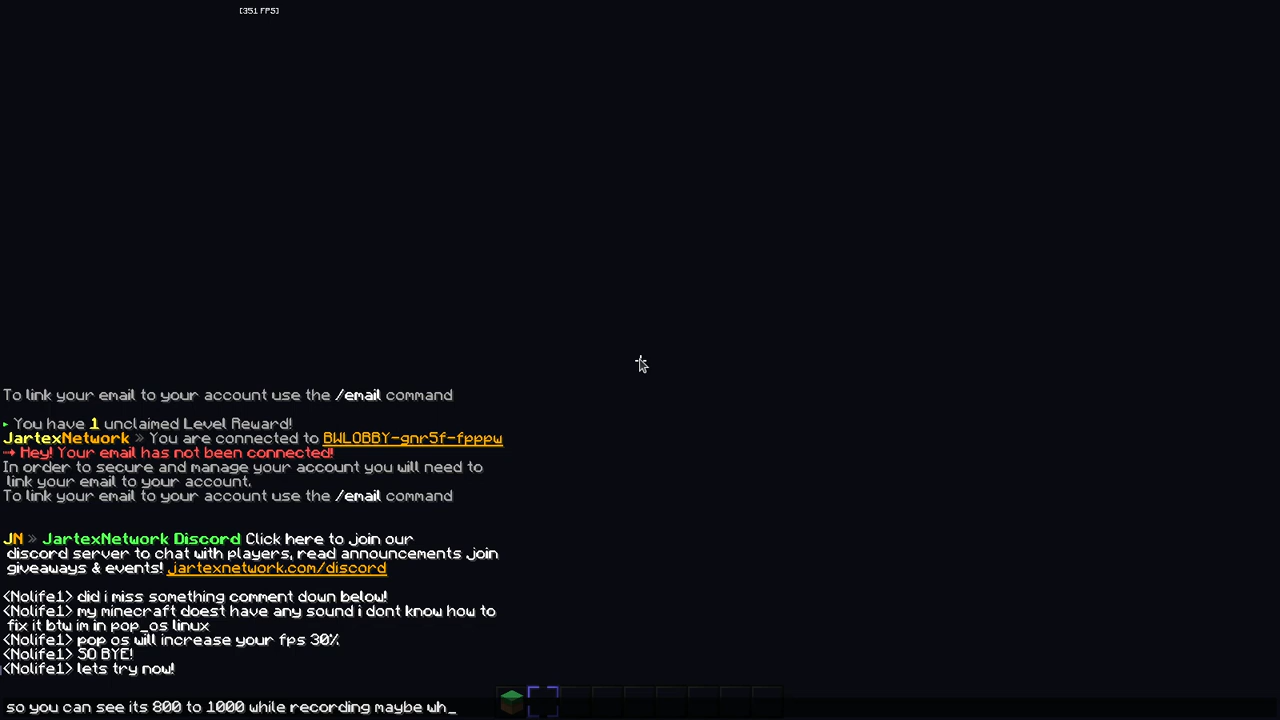 [351 FPS]
To link your email to your account use the /email command
▸ You have 1 unclaimed Level Reward!
JartexNetwork » You are connected to BWLOBBY-gnr5f-fpppw
→ Hey! Your email has not been connected!
In order to secure and manage your account you will need to
link your email to your account.
To link your email to your account use the /email command
JN » JartexNetwork Discord Click here to join our
discord server to chat with players, read announcements join
giveaways & events! jartexnetwork.com/discord
<Nolife1> did i miss something comment down below!
<Nolife1> my minecraft doest have any sound i dont know how to
fix it btw im in pop_os linux
<Nolife1> pop os will increase your fps 30%
<Nolife1> SO BYE!
<Nolife1> lets try now!
so you can see its 800 to 1000 while recording maybe wh_